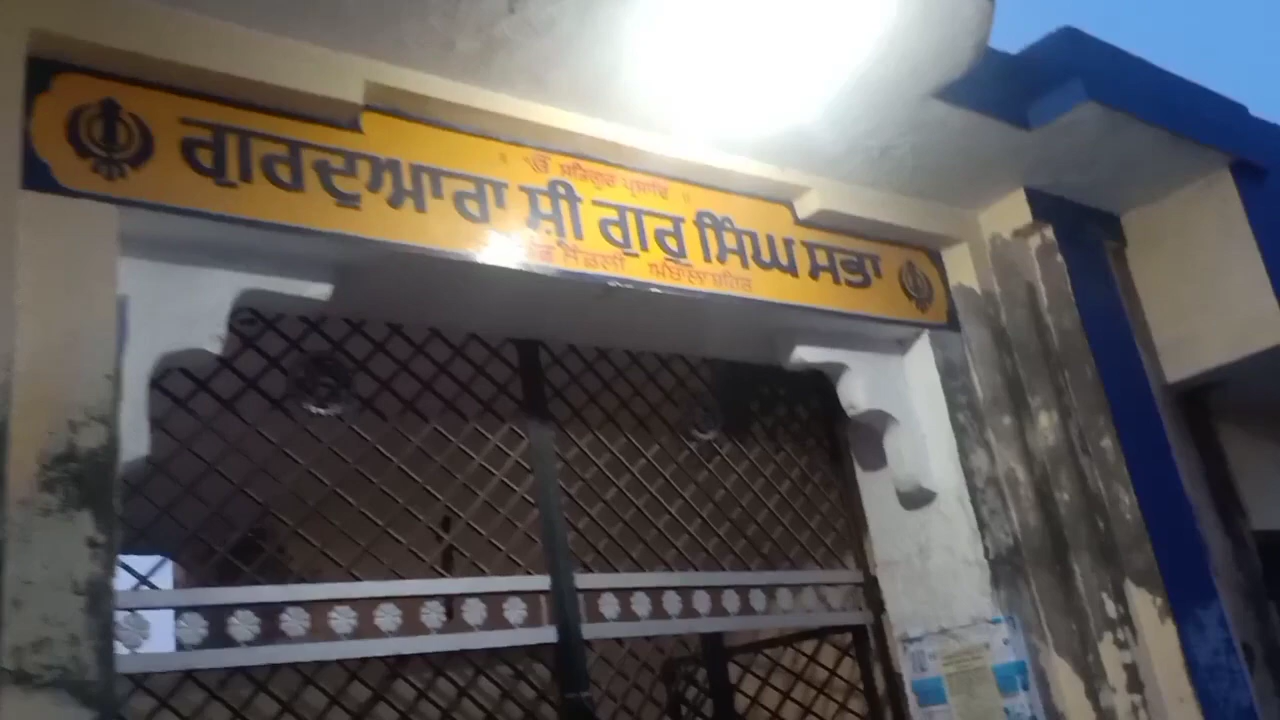 ੴ ਸਤਿਗੁਰ ਪ੍ਰਸਾਦਿ
ਗੁਰਦੁਆਰਾ ਸ਼੍ਰੀ ਗੁਰੂ ਸਿੰਘ ਸਭਾ
ਅੰਬਾਲਾ ਸ਼ਹਿਰ